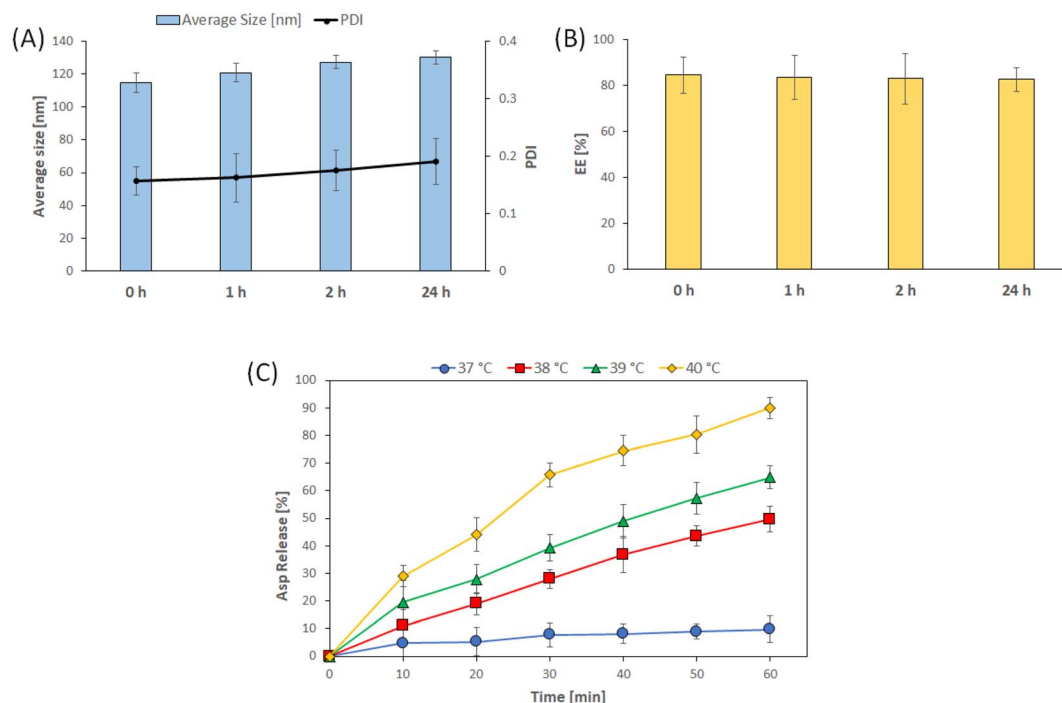 Average Size [nm] PDI
(A)
140
120
100
80
60
40
20
0
Average size [nm]
0.4
0.3
0.2
0.1
0
PDI
0 h 1 h 2 h 24 h
(B)
100
80
60
40
20
0
EE [%]
0 h 1 h 2 h 24 h
(C)
37 °C 38 °C 39 °C 40 °C
100
90
80
70
60
50
40
30
20
10
0
Asp Release [%]
0 10 20 30 40 50 60
Time [min]